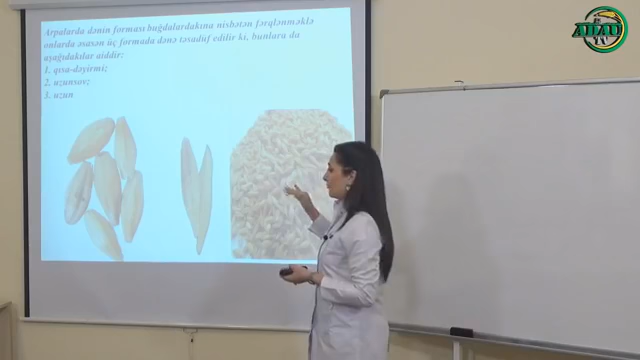 Arpalarda dənin forması buğdalardakına nisbətən fərqlənməklə
onlarda əsasən üç formada dənə təsadüf edilir ki, bunlara da
aşağıdakılar aiddir:
1. qısa-dəyirmi;
2. uzunsov;
3. uzun
ADAU